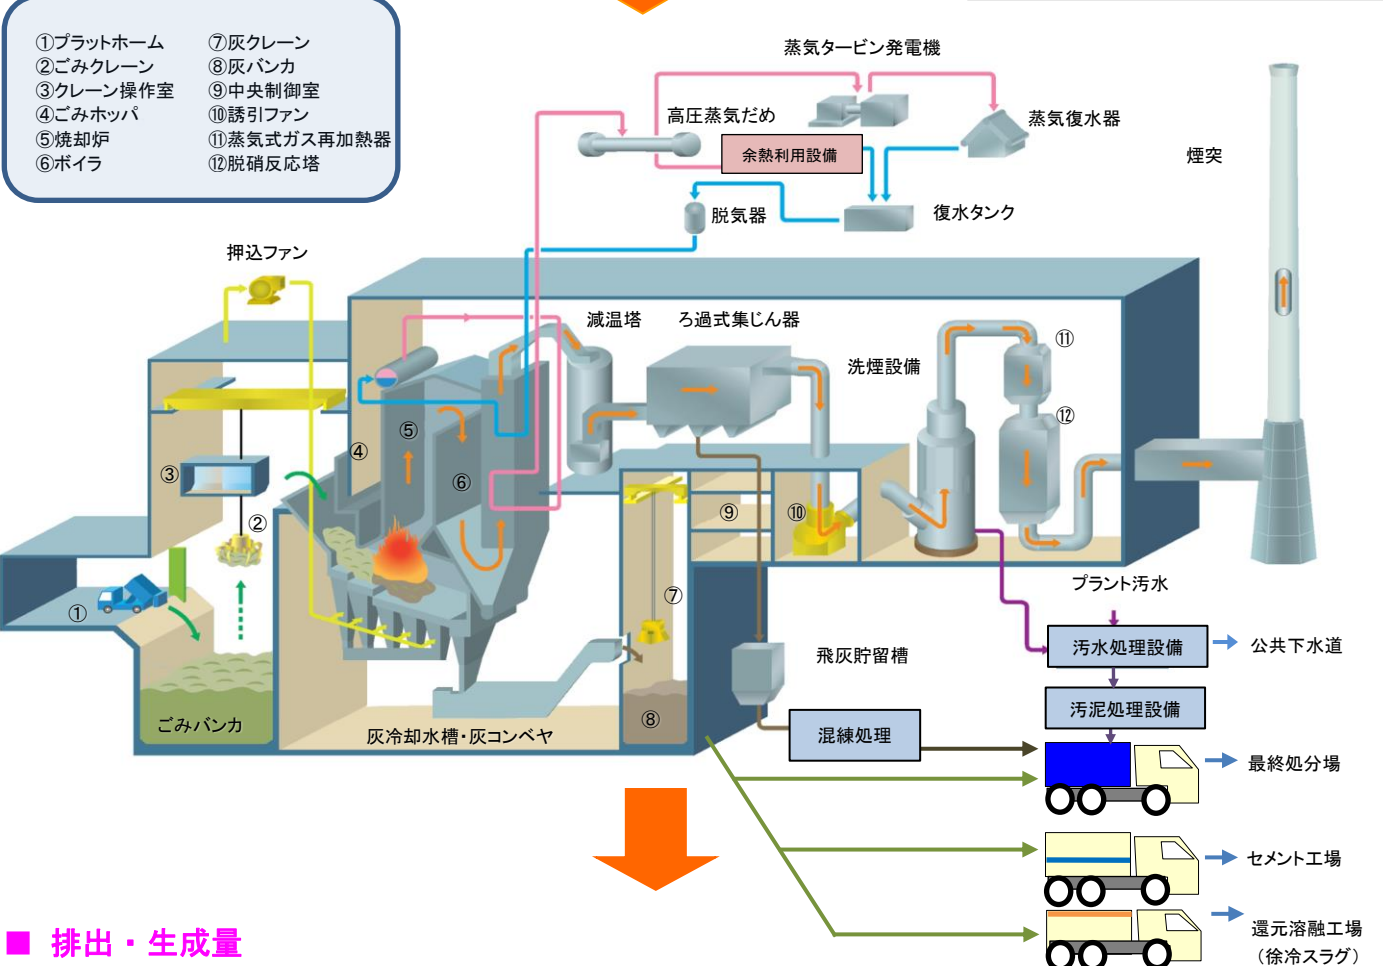 ①プラットホーム
②ごみクレーン
③クレーン操作室
④ごみホッパ
⑤焼却炉
⑥ボイラ
⑦灰クレーン
⑧灰バンカ
⑨中央制御室
⑩誘引ファン
⑪蒸気式ガス再加熱器
⑫脱硝反応塔
蒸気タービン発電機
高圧蒸気だめ
蒸気復水器
余熱利用設備
煙突
脱気器
復水タンク
押込ファン
減温塔
ろ過式集じん器
洗煙設備
⑪
⑫
⑤
④
③
⑥
②
⑨
⑩
①
⑦
プラント汚水
汚水処理設備
公共下水道
飛灰貯留槽
汚泥処理設備
ごみバンカ
灰冷却水槽・灰コンベヤ
⑧
混練処理
最終処分場
セメント工場
還元溶融工場
（徐冷スラグ）
■ 排出・生成量